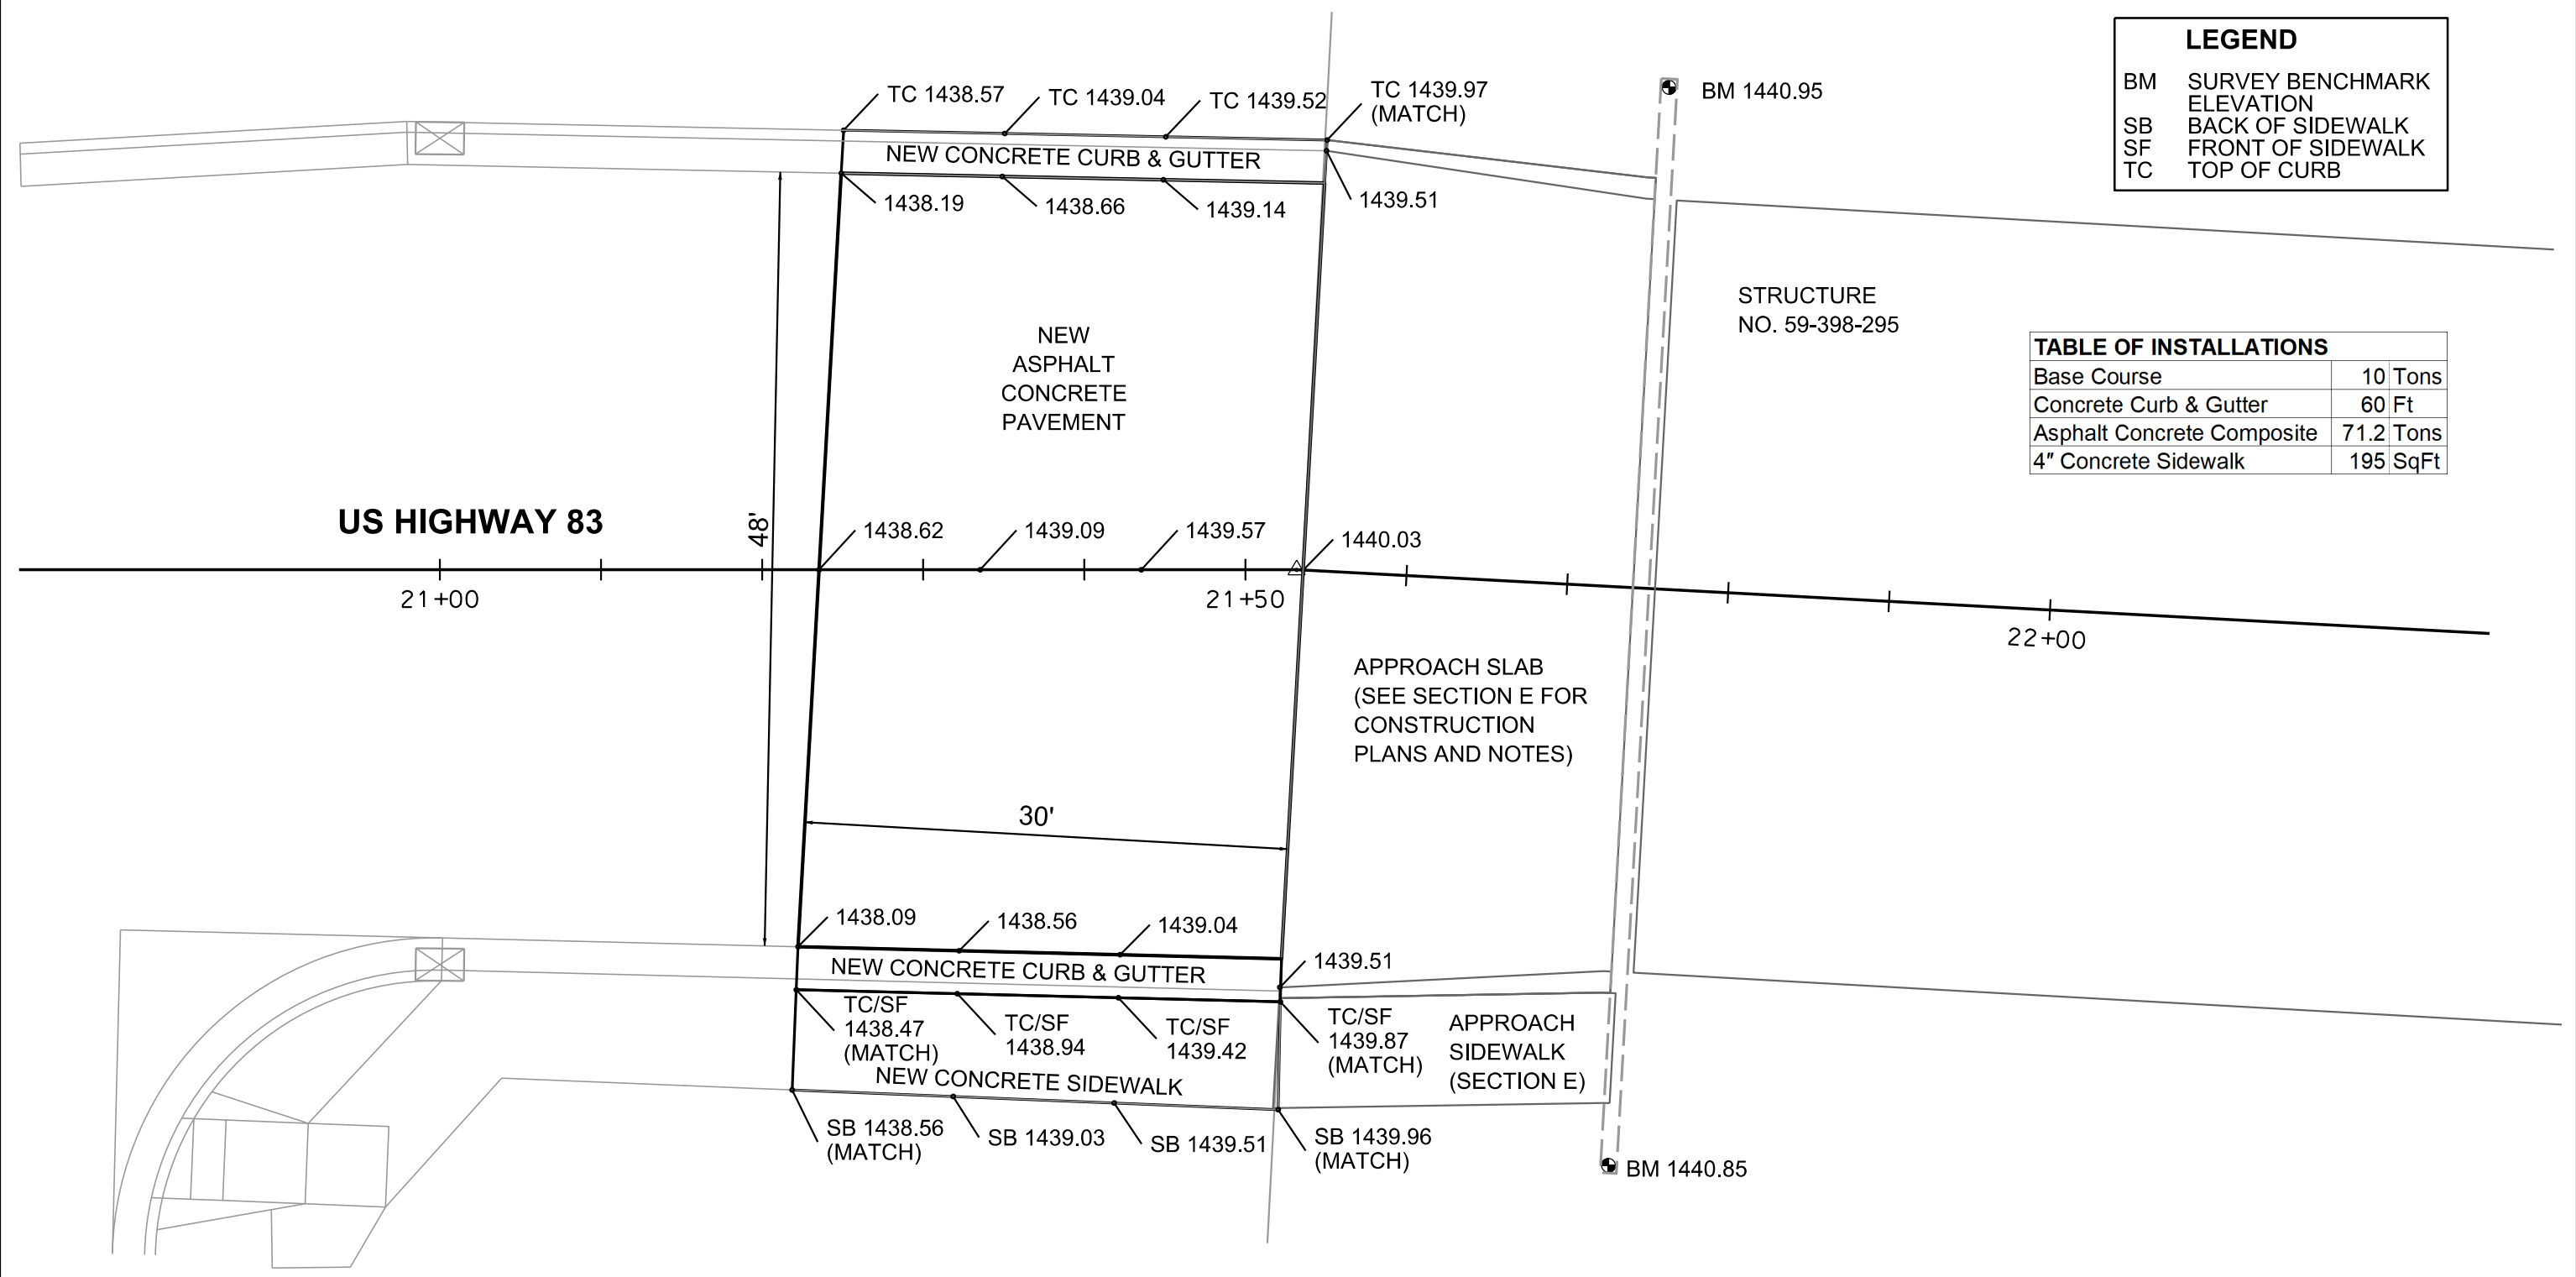 LEGEND
BM SURVEY BENCHMARK
ELEVATION
SB BACK OF SIDEWALK
SF FRONT OF SIDEWALK
TC TOP OF CURB
TC 1438.57
TC 1439.04
TC 1439.52
TC 1439.97
(MATCH)
BM 1440.95
NEW CONCRETE CURB & GUTTER
1438.19
1438.66
1439.14
1439.51
STRUCTURE
NO. 59-398-295
NEW
ASPHALT
CONCRETE
PAVEMENT
TABLE OF INSTALLATIONS
Base Course 10 Tons
Concrete Curb & Gutter 60 Ft
Asphalt Concrete Composite 71.2 Tons
4" Concrete Sidewalk 195 SqFt
US HIGHWAY 83
48'
1438.62
1439.09
1439.57
1440.03
21+00
21+50
22+00
APPROACH SLAB
(SEE SECTION E FOR
CONSTRUCTION
PLANS AND NOTES)
30'
1438.09
1438.56
1439.04
1439.51
NEW CONCRETE CURB & GUTTER
TC/SF
1438.47
(MATCH)
TC/SF
1438.94
TC/SF
1439.42
TC/SF
1439.87
(MATCH)
APPROACH
SIDEWALK
(SECTION E)
NEW CONCRETE SIDEWALK
SB 1438.56
(MATCH)
SB 1439.03
SB 1439.51
SB 1439.96
(MATCH)
BM 1440.85